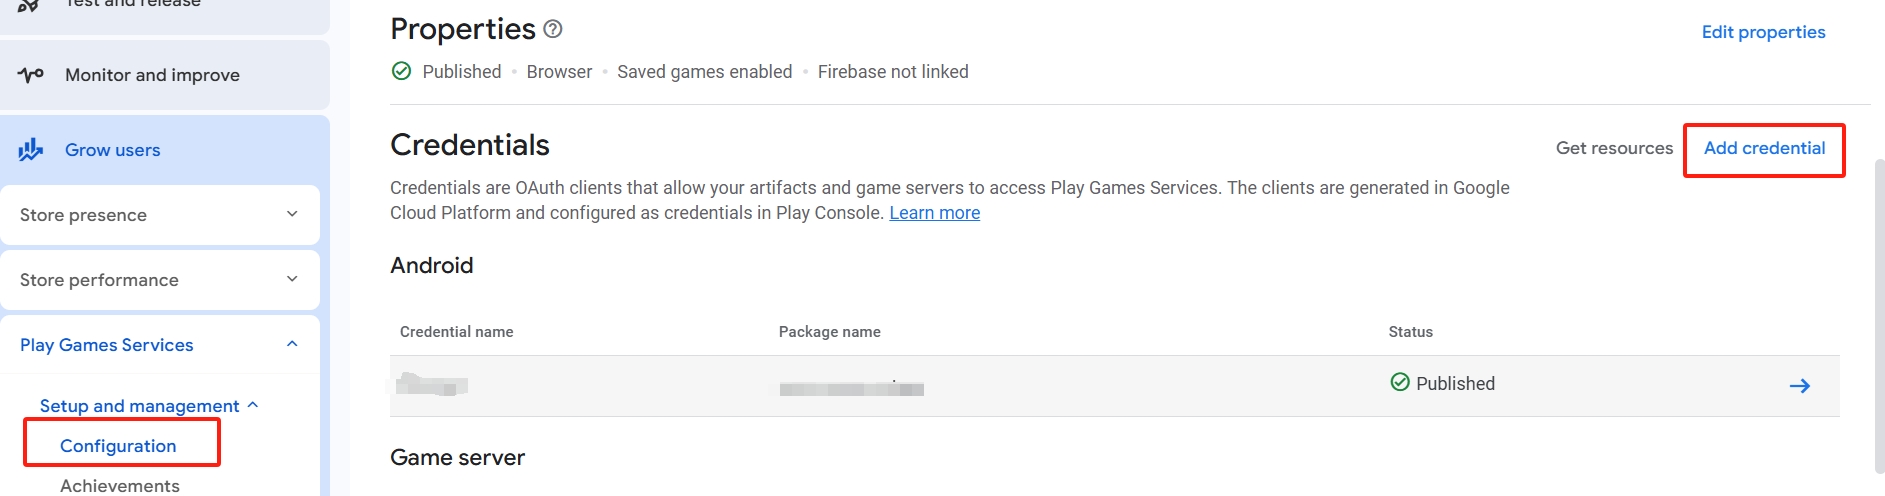 Test and release
Monitor and improve
Grow users
Store presence
Store performance
Play Games Services
Setup and management
Configuration
Achievements
Properties
Edit properties
Published • Browser • Saved games enabled • Firebase not linked
Credentials
Get resources
Add credential
Credentials are OAuth clients that allow your artifacts and game servers to access Play Games Services. The clients are generated in Google
Cloud Platform and configured as credentials in Play Console. Learn more
Android
Credential name
Package name
Status
Published
Game server